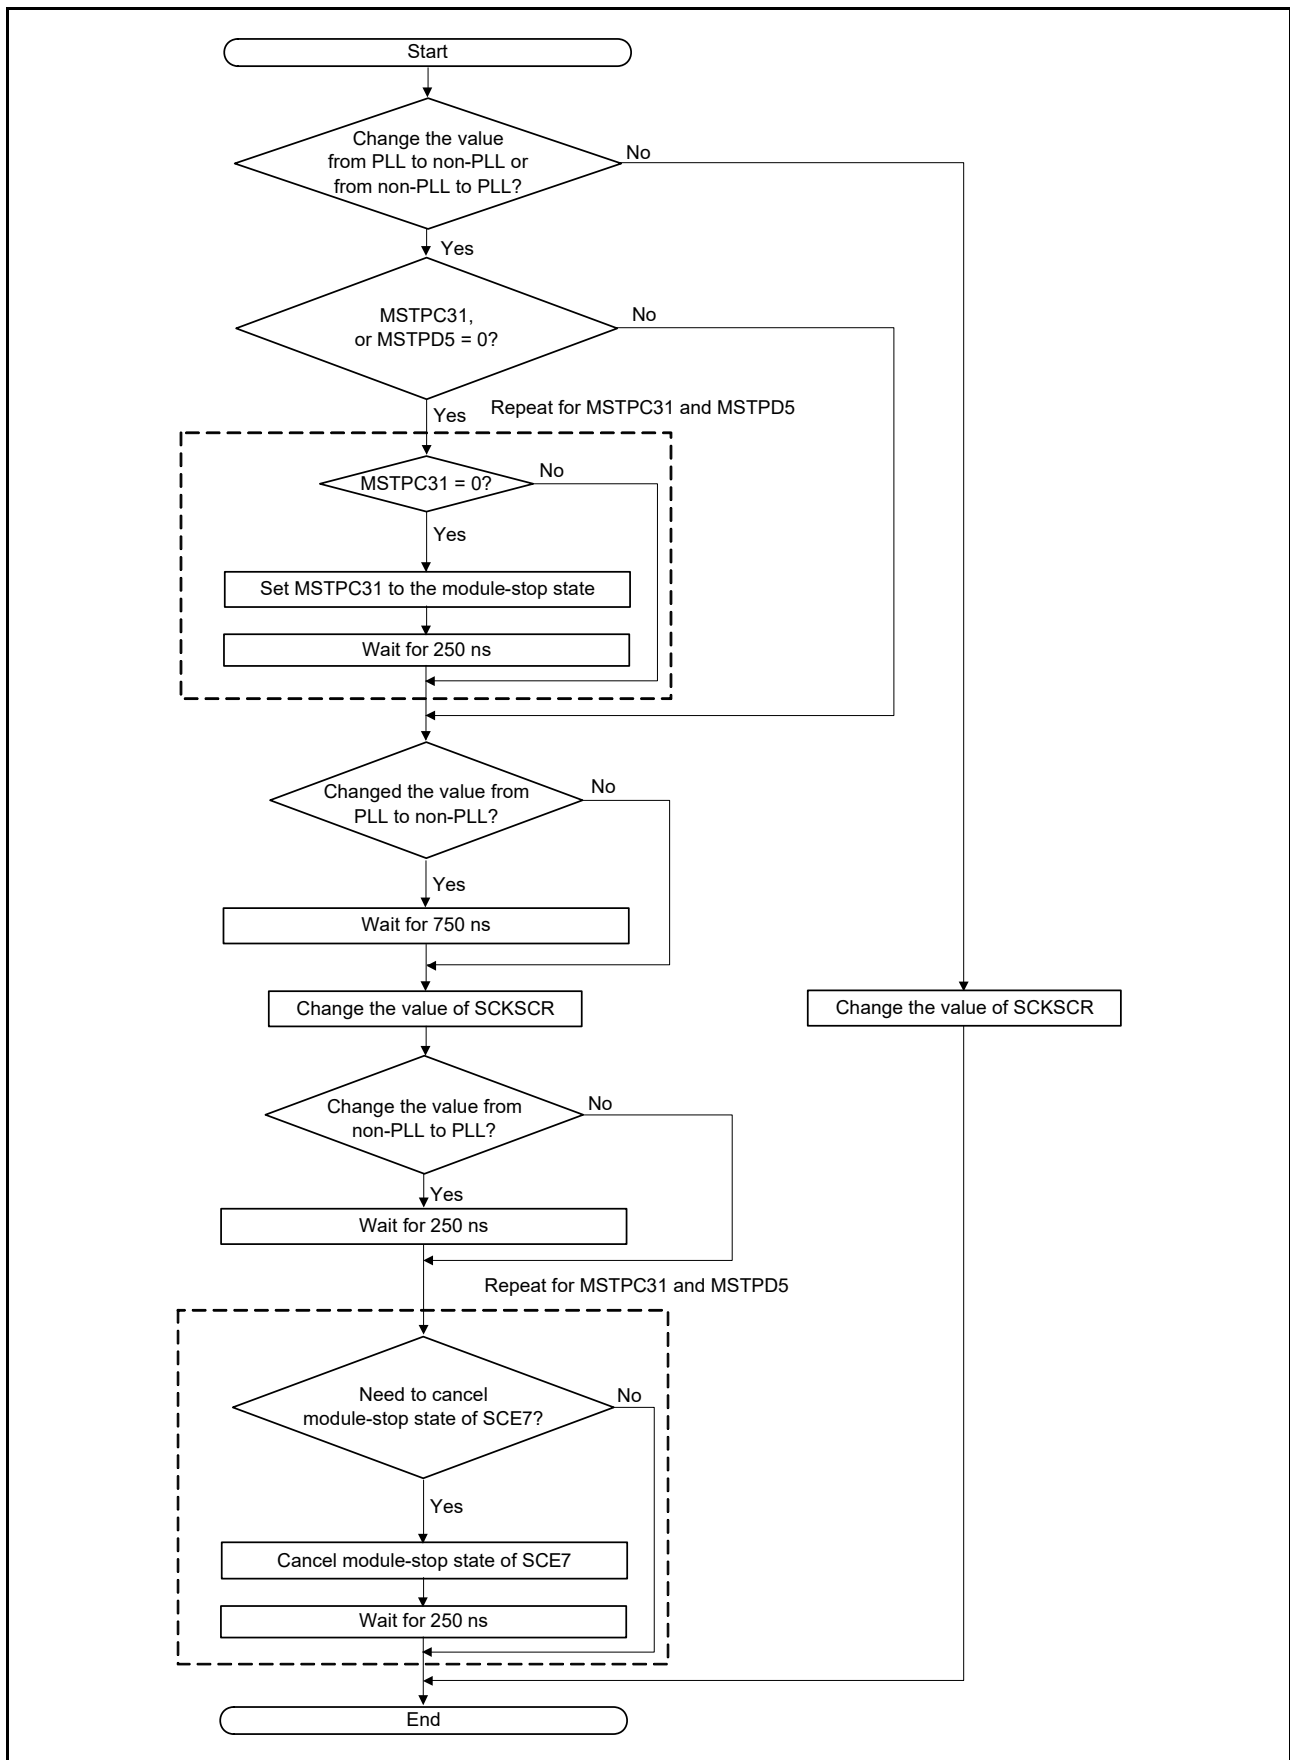 Start
Change the value
from PLL to non-PLL or
from non-PLL to PLL?
No
Yes
MSTPC31,
or MSTPD5 = 0?
No
Yes
Repeat for MSTPC31 and MSTPD5
MSTPC31 = 0?
No
Yes
Set MSTPC31 to the module-stop state
Wait for 250 ns
Changed the value from
PLL to non-PLL?
No
Yes
Wait for 750 ns
Change the value of SCKSCR
Change the value of SCKSCR
Change the value from
non-PLL to PLL?
No
Yes
Wait for 250 ns
Repeat for MSTPC31 and MSTPD5
Need to cancel
module-stop state of SCE7?
No
Yes
Cancel module-stop state of SCE7
Wait for 250 ns
End